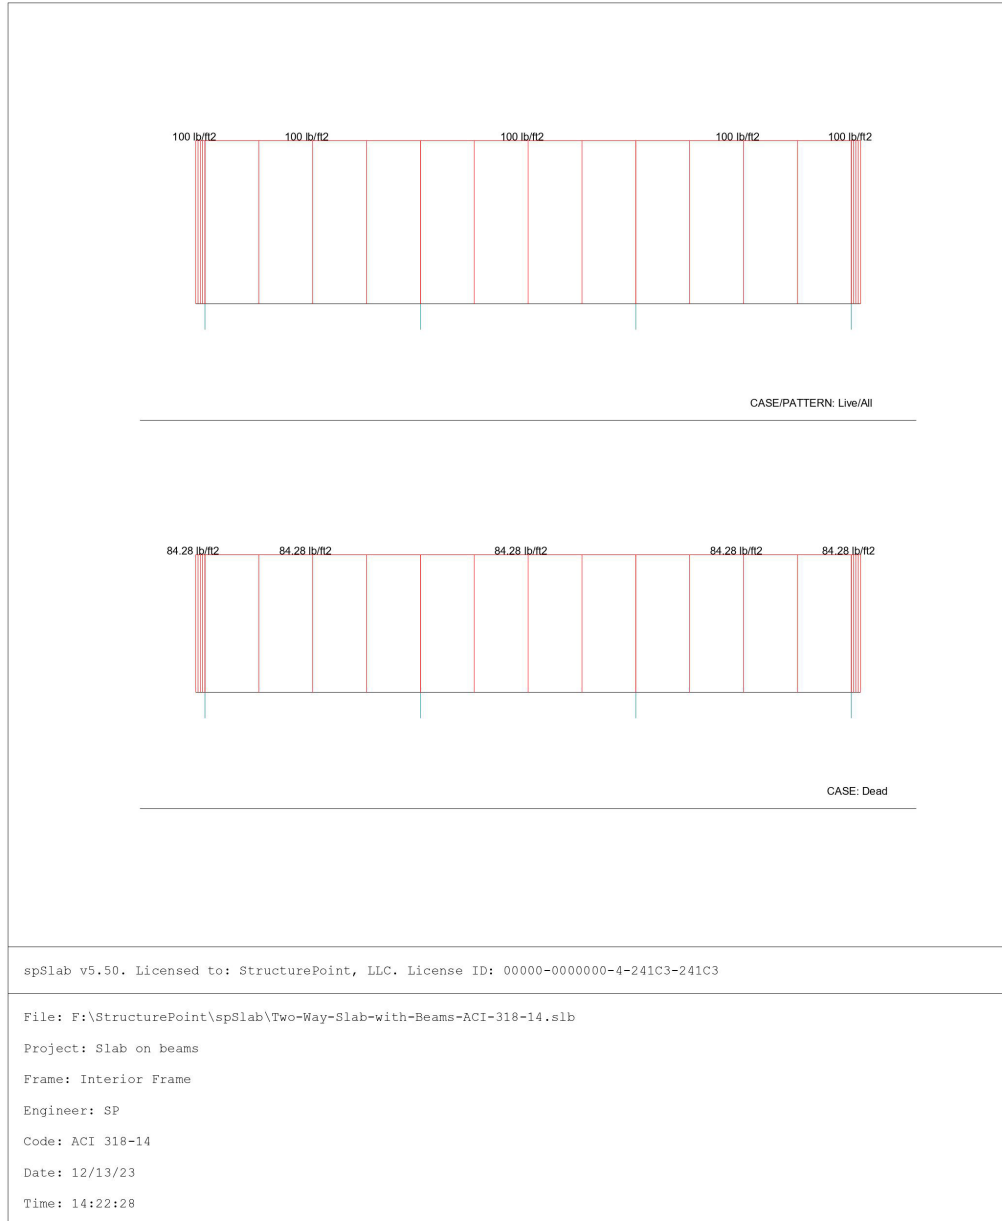 100 lb/ft2 100 lb/ft2 100 lb/ft2 100 lb/ft2 100 lb/ft2
CASE/PATTERN: Live/All
84.28 lb/ft2 84.28 lb/ft2 84.28 lb/ft2 84.28 lb/ft2 84.28 lb/ft2
CASE: Dead
spSlab v5.50. Licensed to: StructurePoint, LLC. License ID: 00000-0000000-4-241C3-241C3
File: F:\StructurePoint\spSlab\Two-Way-Slab-with-Beams-ACI-318-14.slb
Project: Slab on beams
Frame: Interior Frame
Engineer: SP
Code: ACI 318-14
Date: 12/13/23
Time: 14:22:28